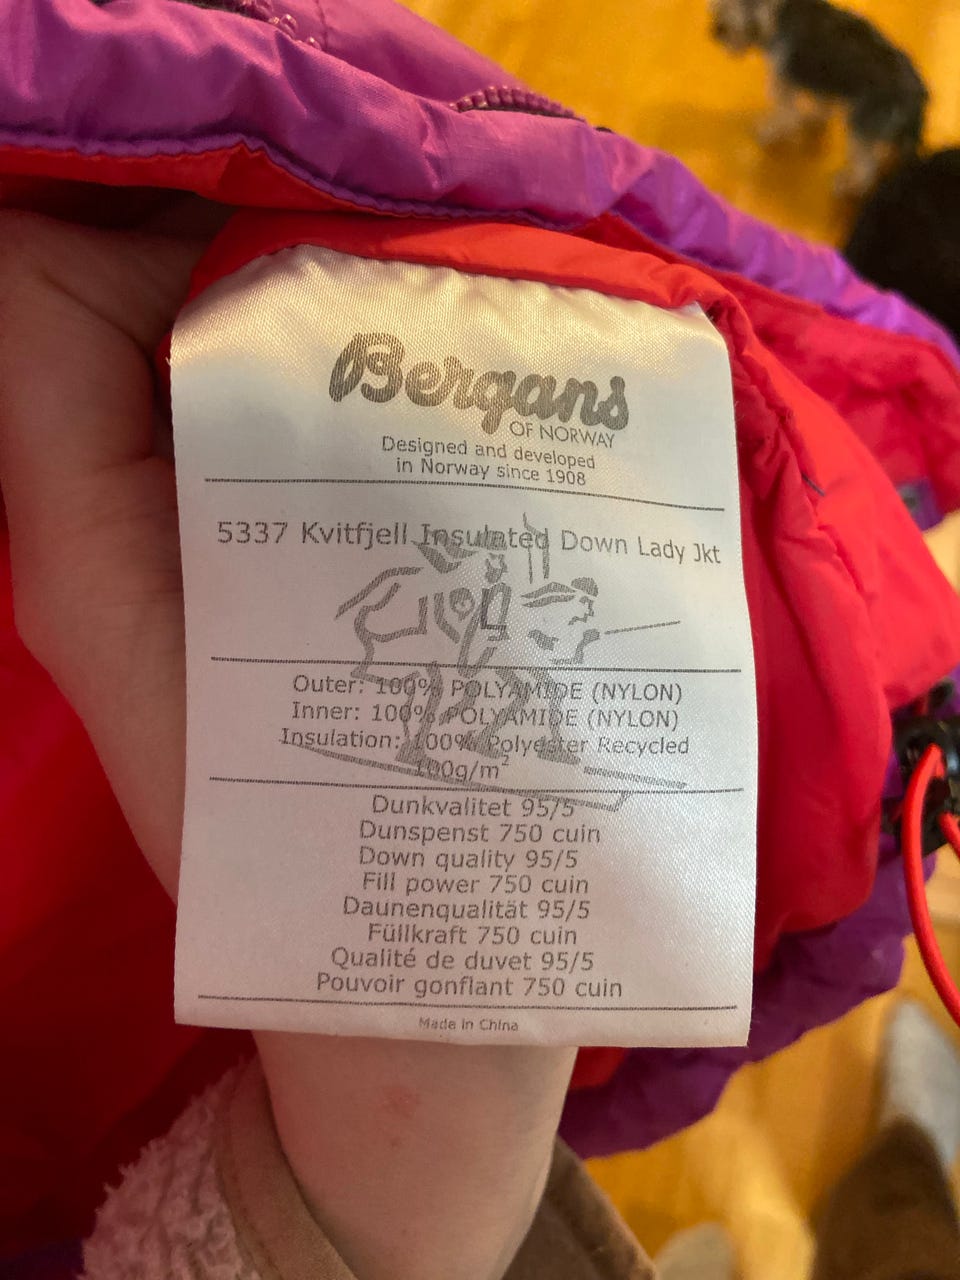 Bergans
OF NORWAY
Designed and developed
in Norway since 1908
5337 Kvitfjell Insulated Down Lady Jkt
Outer: 100% POLYAMIDE (NYLON)
Inner: 100% POLYAMIDE (NYLON)
Insulation: 100% Polyester Recycled
100g/m²
Dunkvalitet 95/5
Dunspenst 750 cuin
Down quality 95/5
Fill power 750 cuin
Daunenqualität 95/5
Füllkraft 750 cuin
Qualité de duvet 95/5
Pouvoir gonflant 750 cuin
Made in China